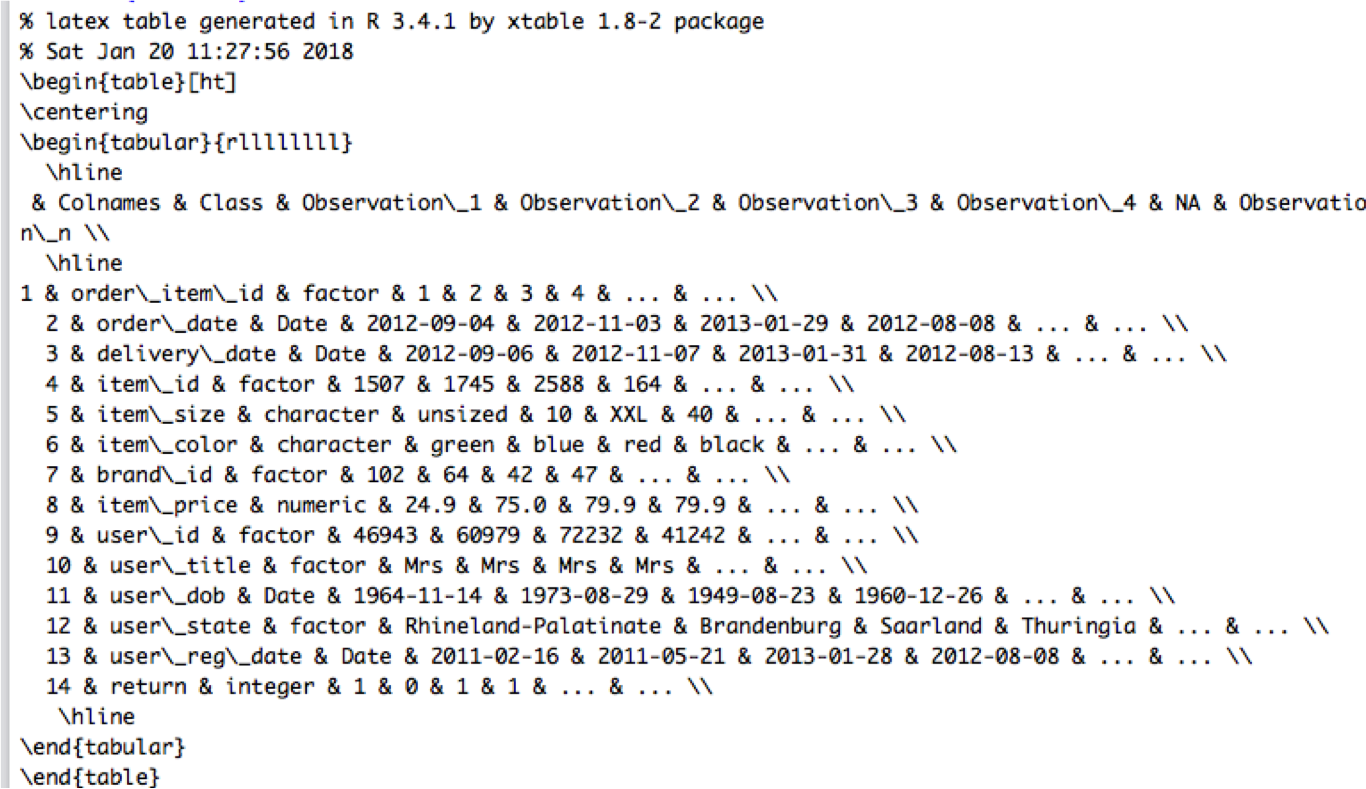 % latex table generated in R 3.4.1 by xtable 1.8-2 package
% Sat Jan 20 11:27:56 2018
\begin{table}[ht]
\centering
\begin{tabular}{rllllllll}
  \hline
 & Colnames & Class & Observation\_1 & Observation\_2 & Observation\_3 & Observation\_4 & NA & Observatio
n\_n \\
  \hline
1 & order\_item\_id & factor & 1 & 2 & 3 & 4 & ... & ... \\
  2 & order\_date & Date & 2012-09-04 & 2012-11-03 & 2013-01-29 & 2012-08-08 & ... & ... \\
  3 & delivery\_date & Date & 2012-09-06 & 2012-11-07 & 2013-01-31 & 2012-08-13 & ... & ... \\
  4 & item\_id & factor & 1507 & 1745 & 2588 & 164 & ... & ... \\
  5 & item\_size & character & unsized & 10 & XXL & 40 & ... & ... \\
  6 & item\_color & character & green & blue & red & black & ... & ... \\
  7 & brand\_id & factor & 102 & 64 & 42 & 47 & ... & ... \\
  8 & item\_price & numeric & 24.9 & 75.0 & 79.9 & 79.9 & ... & ... \\
  9 & user\_id & factor & 46943 & 60979 & 72232 & 41242 & ... & ... \\
  10 & user\_title & factor & Mrs & Mrs & Mrs & Mrs & ... & ... \\
  11 & user\_dob & Date & 1964-11-14 & 1973-08-29 & 1949-08-23 & 1960-12-26 & ... & ... \\
  12 & user\_state & factor & Rhineland-Palatinate & Brandenburg & Saarland & Thuringia & ... & ... \\
  13 & user\_reg\_date & Date & 2011-02-16 & 2011-05-21 & 2013-01-28 & 2012-08-08 & ... & ... \\
  14 & return & integer & 1 & 0 & 1 & 1 & ... & ... \\
   \hline
\end{tabular}
\end{table}